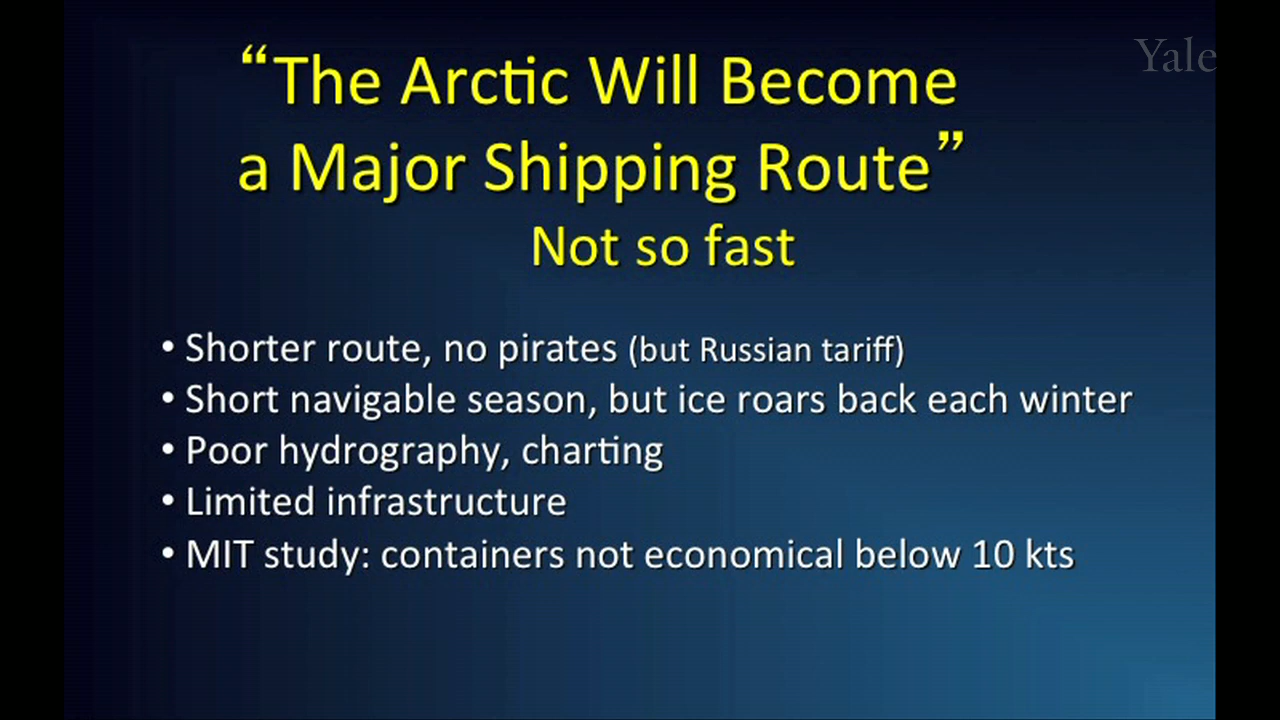 Yale
“The Arctic Will Become
a Major Shipping Route”
Not so fast
• Shorter route, no pirates (but Russian tariff)
• Short navigable season, but ice roars back each winter
• Poor hydrography, charting
• Limited infrastructure
• MIT study: containers not economical below 10 kts